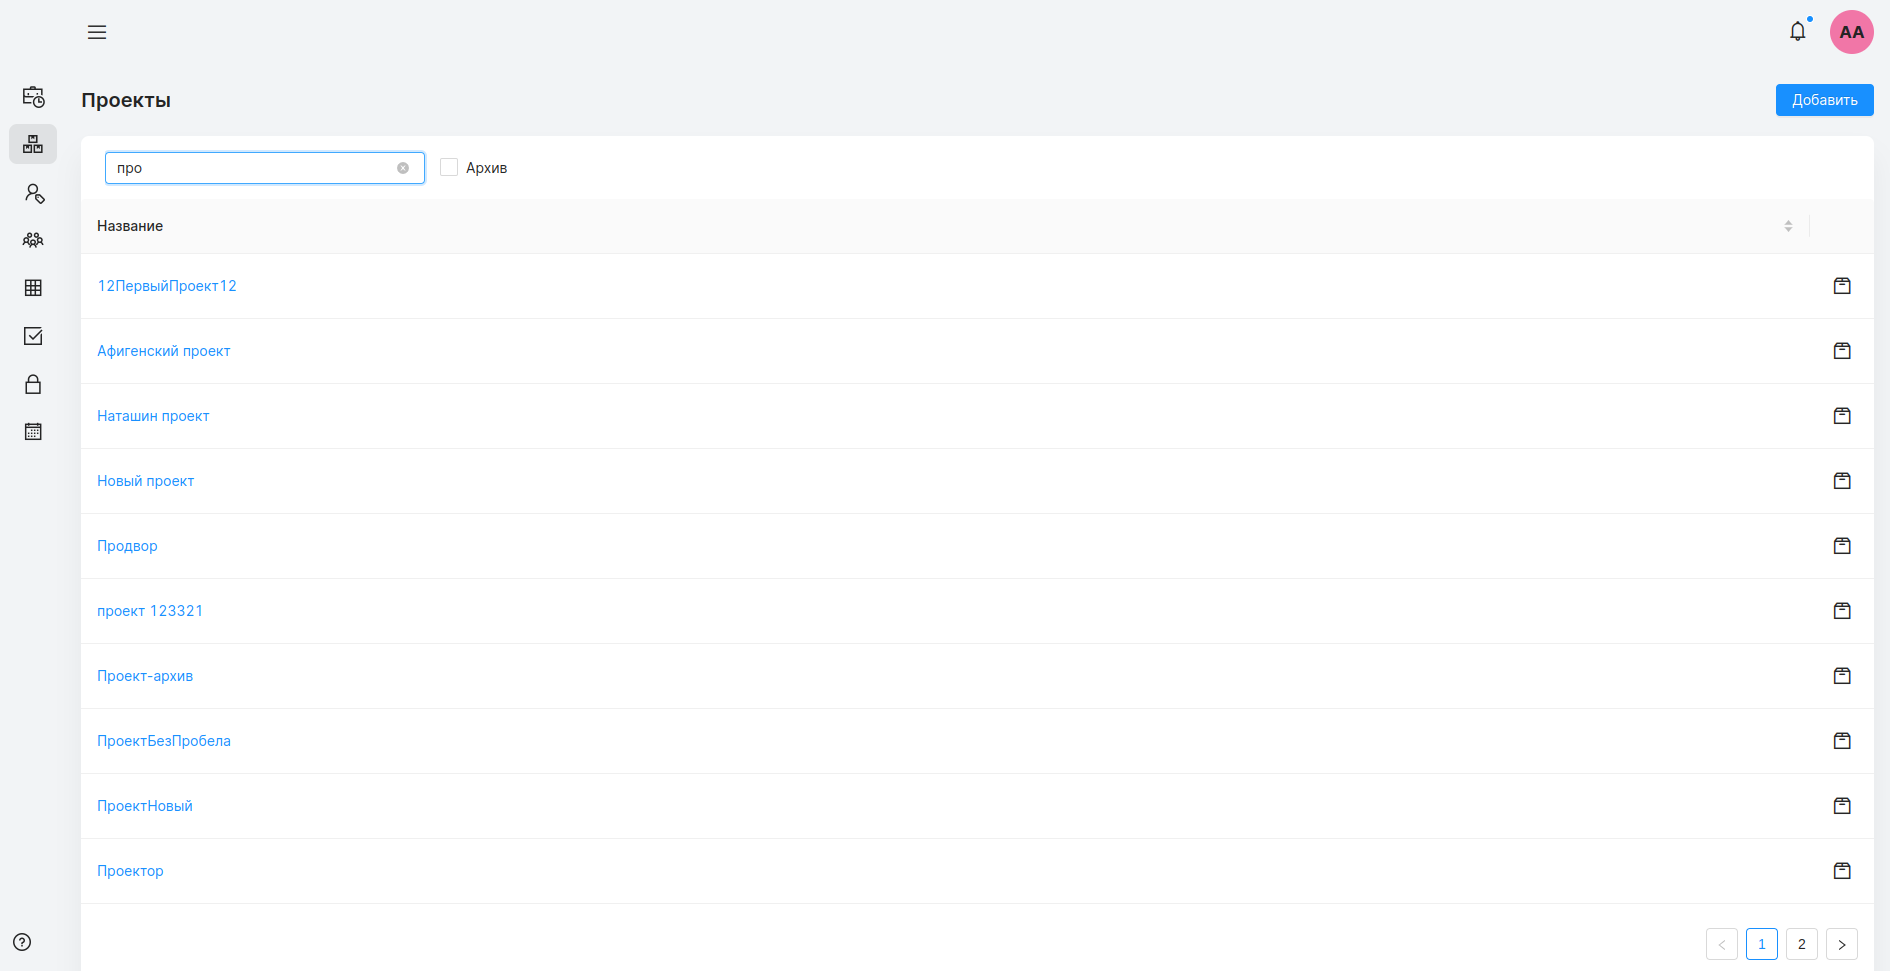 АА
Проекты
Добавить
про
Архив
Название
12ПервыйПроект12
Афигенский проект
Наташин проект
Новый проект
Продвор
проект 123321
Проект-архив
ПроектБезПробела
ПроектНовый
Проектор
1 2